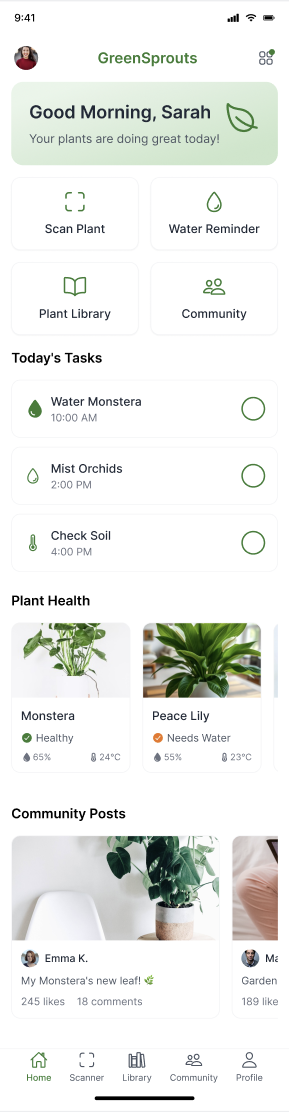 9:41
GreenSprouts
Good Morning, Sarah
Your plants are doing great today!
Scan Plant
Water Reminder
Plant Library
Community
Today's Tasks
Water Monstera
10:00 AM
Mist Orchids
2:00 PM
Check Soil
4:00 PM
Plant Health
Monstera
Healthy
65% 24°C
Peace Lily
Needs Water
55% 23°C
Community Posts
Emma K.
My Monstera's new leaf! 🌿
245 likes 18 comments
Ma
Garden
189 like
Home
Scanner
Library
Community
Profile